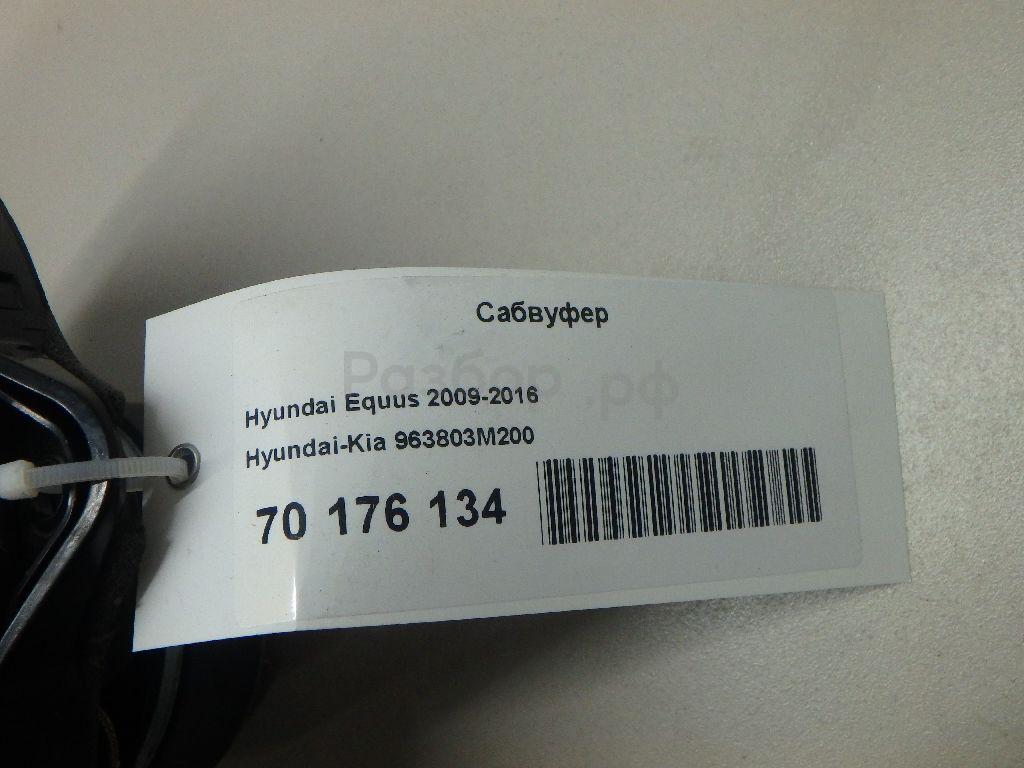 Сабвуфер
Разбор.рф
Hyundai Equus 2009-2016
Hyundai-Kia 963803M200
70 176 134